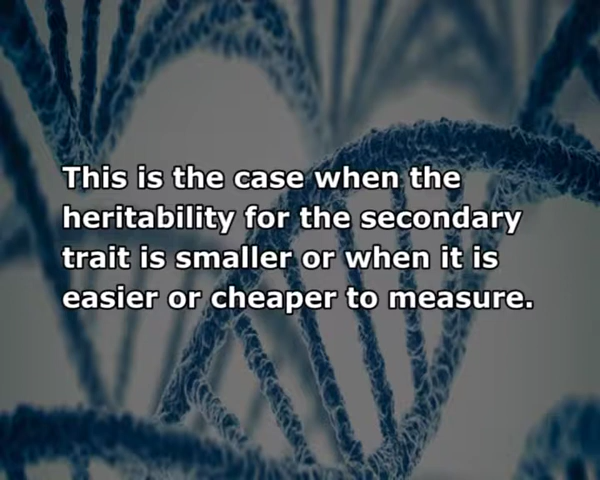 This is the case when the
heritability for the secondary
trait is smaller or when it is
easier or cheaper to measure.